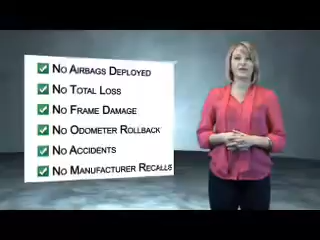 No Airbags Deployed
No Total Loss
No Frame Damage
No Odometer Rollback
No Accidents
No Manufacturer Recalls